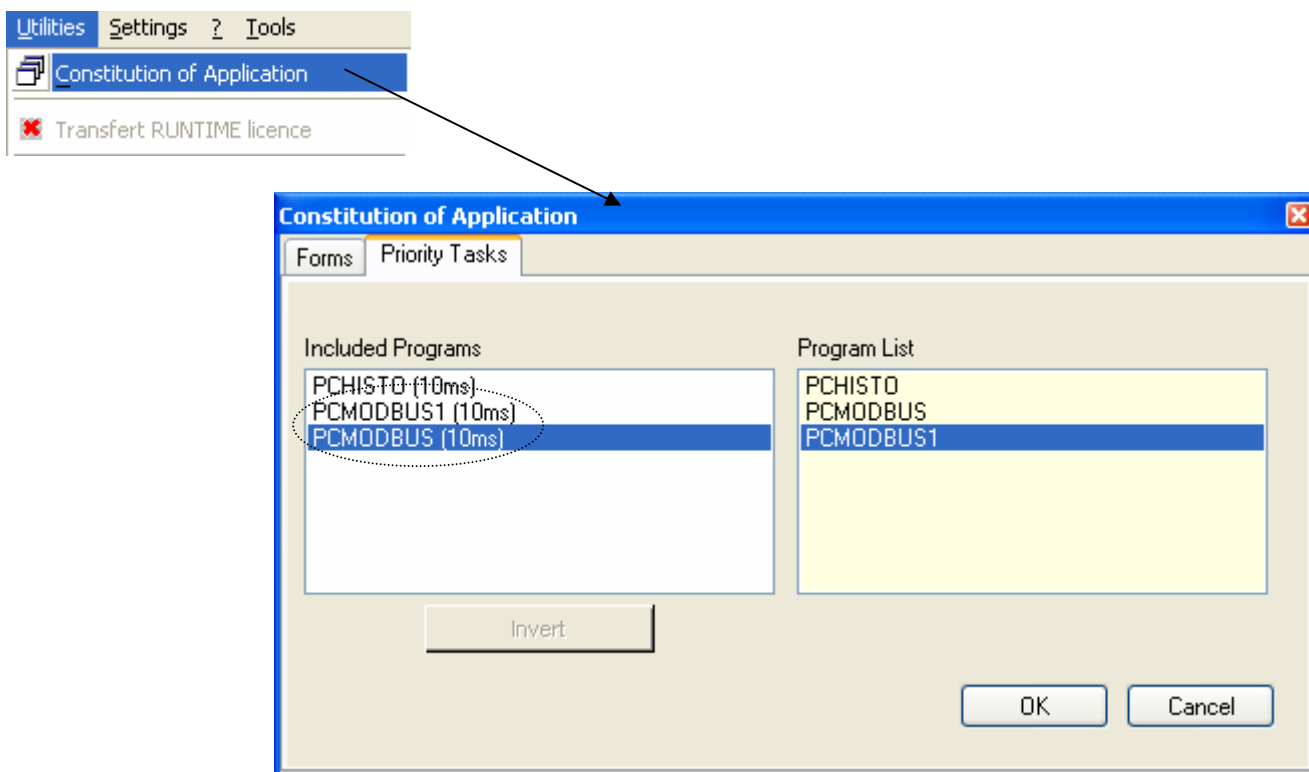 Utilities Settings ? Tools
Constitution of Application
Transfert RUNTIME licence
Constitution of Application
Forms Priority Tasks
Included Programs Program List
PCHISTO (10ms) PCHISTO
PCMODBUS1 (10ms) PCMODBUS
PCMODBUS (10ms) PCMODBUS1
Invert
OK Cancel